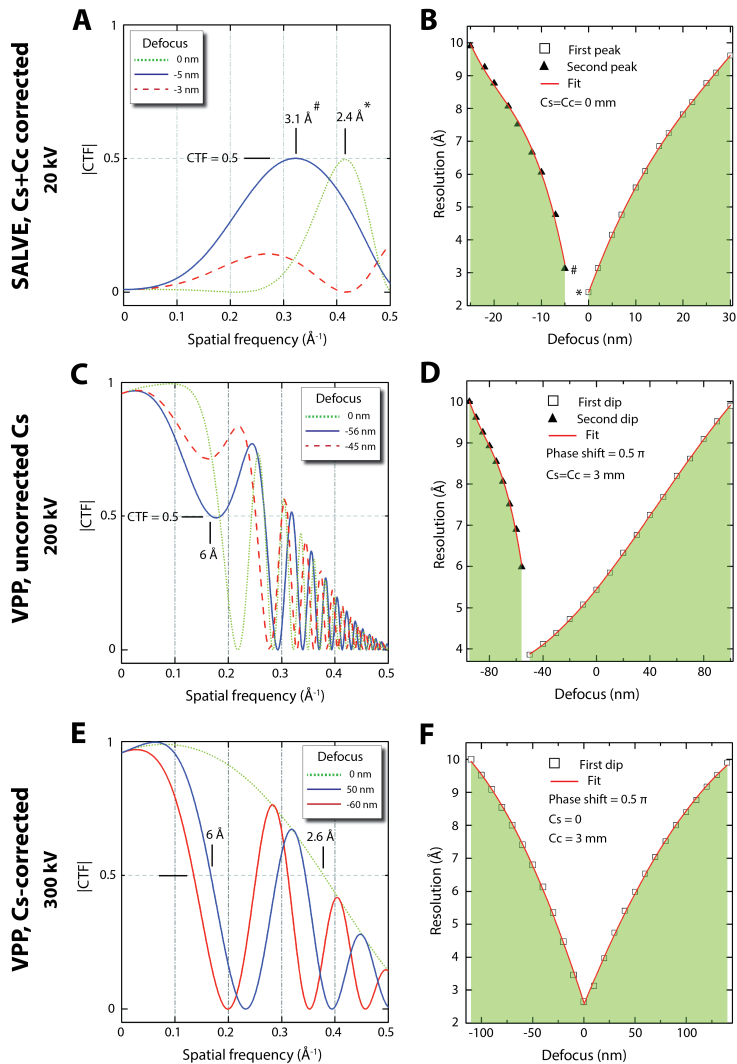 SALVE, Cs+Cc corrected
20 kV
A
|CTF|
1
0.5
0
Defocus
0 nm
-5 nm
-3 nm
3.1 Å #
2.4 Å *
CTF = 0.5
0 0.1 0.2 0.3 0.4 0.5
Spatial frequency (Å-1)
B
Resolution (Å)
10
9
8
7
6
5
4
3
2
First peak
Second peak
Fit
Cs=Cc= 0 mm
#
*
-20 -10 0 10 20 30
Defocus (nm)
VPP, uncorrected Cs
200 kV
C
|CTF|
1
0.5
0
Defocus
0 nm
-56 nm
-45 nm
CTF = 0.5
6 Å
0 0.1 0.2 0.3 0.4 0.5
Spatial frequency (Å-1)
D
Resolution (Å)
10
9
8
7
6
5
4
First dip
Second dip
Fit
Phase shift = 0.5 π
Cs=Cc = 3 mm
-80 -40 0 40 80
Defocus (nm)
VPP, Cs-corrected
300 kV
E
|CTF|
1
0.5
0
Defocus
0 nm
50 nm
-60 nm
6 Å
2.6 Å
0 0.1 0.2 0.3 0.4 0.5
Spatial frequency (Å-1)
F
Resolution (Å)
10
9
8
7
6
5
4
3
2
First dip
Fit
Phase shift = 0.5 π
Cs = 0
Cc = 3 mm
-100 -50 0 50 100
Defocus (nm)